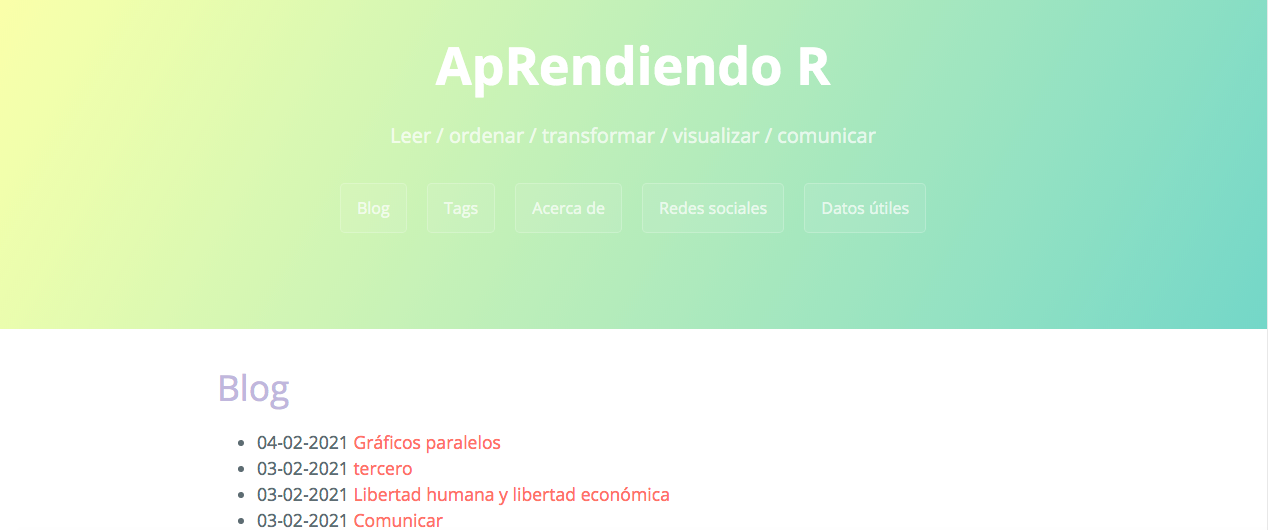 ApRendiendo R
Leer / ordenar / transformar / visualizar / comunicar
Blog Tags Acerca de Redes sociales Datos útiles
Blog
04-02-2021 Gráficos paralelos
03-02-2021 tercero
03-02-2021 Libertad humana y libertad económica
03-02-2021 Comunicar